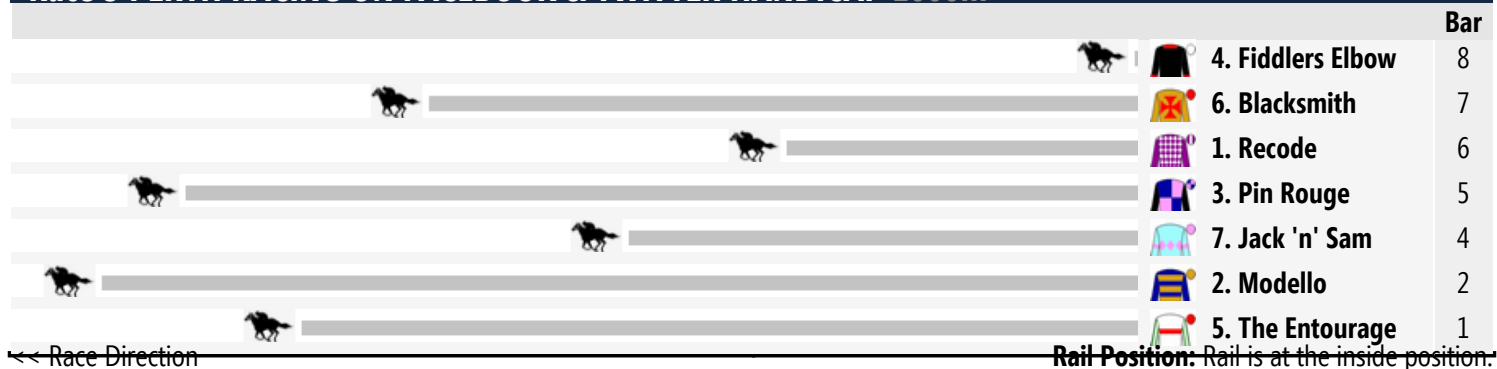 Bar
4. Fiddlers Elbow 8
6. Blacksmith 7
1. Recode 6
3. Pin Rouge 5
7. Jack 'n' Sam 4
2. Modello 2
5. The Entourage 1
<< Race Direction Rail Position: Rail is at the inside position.